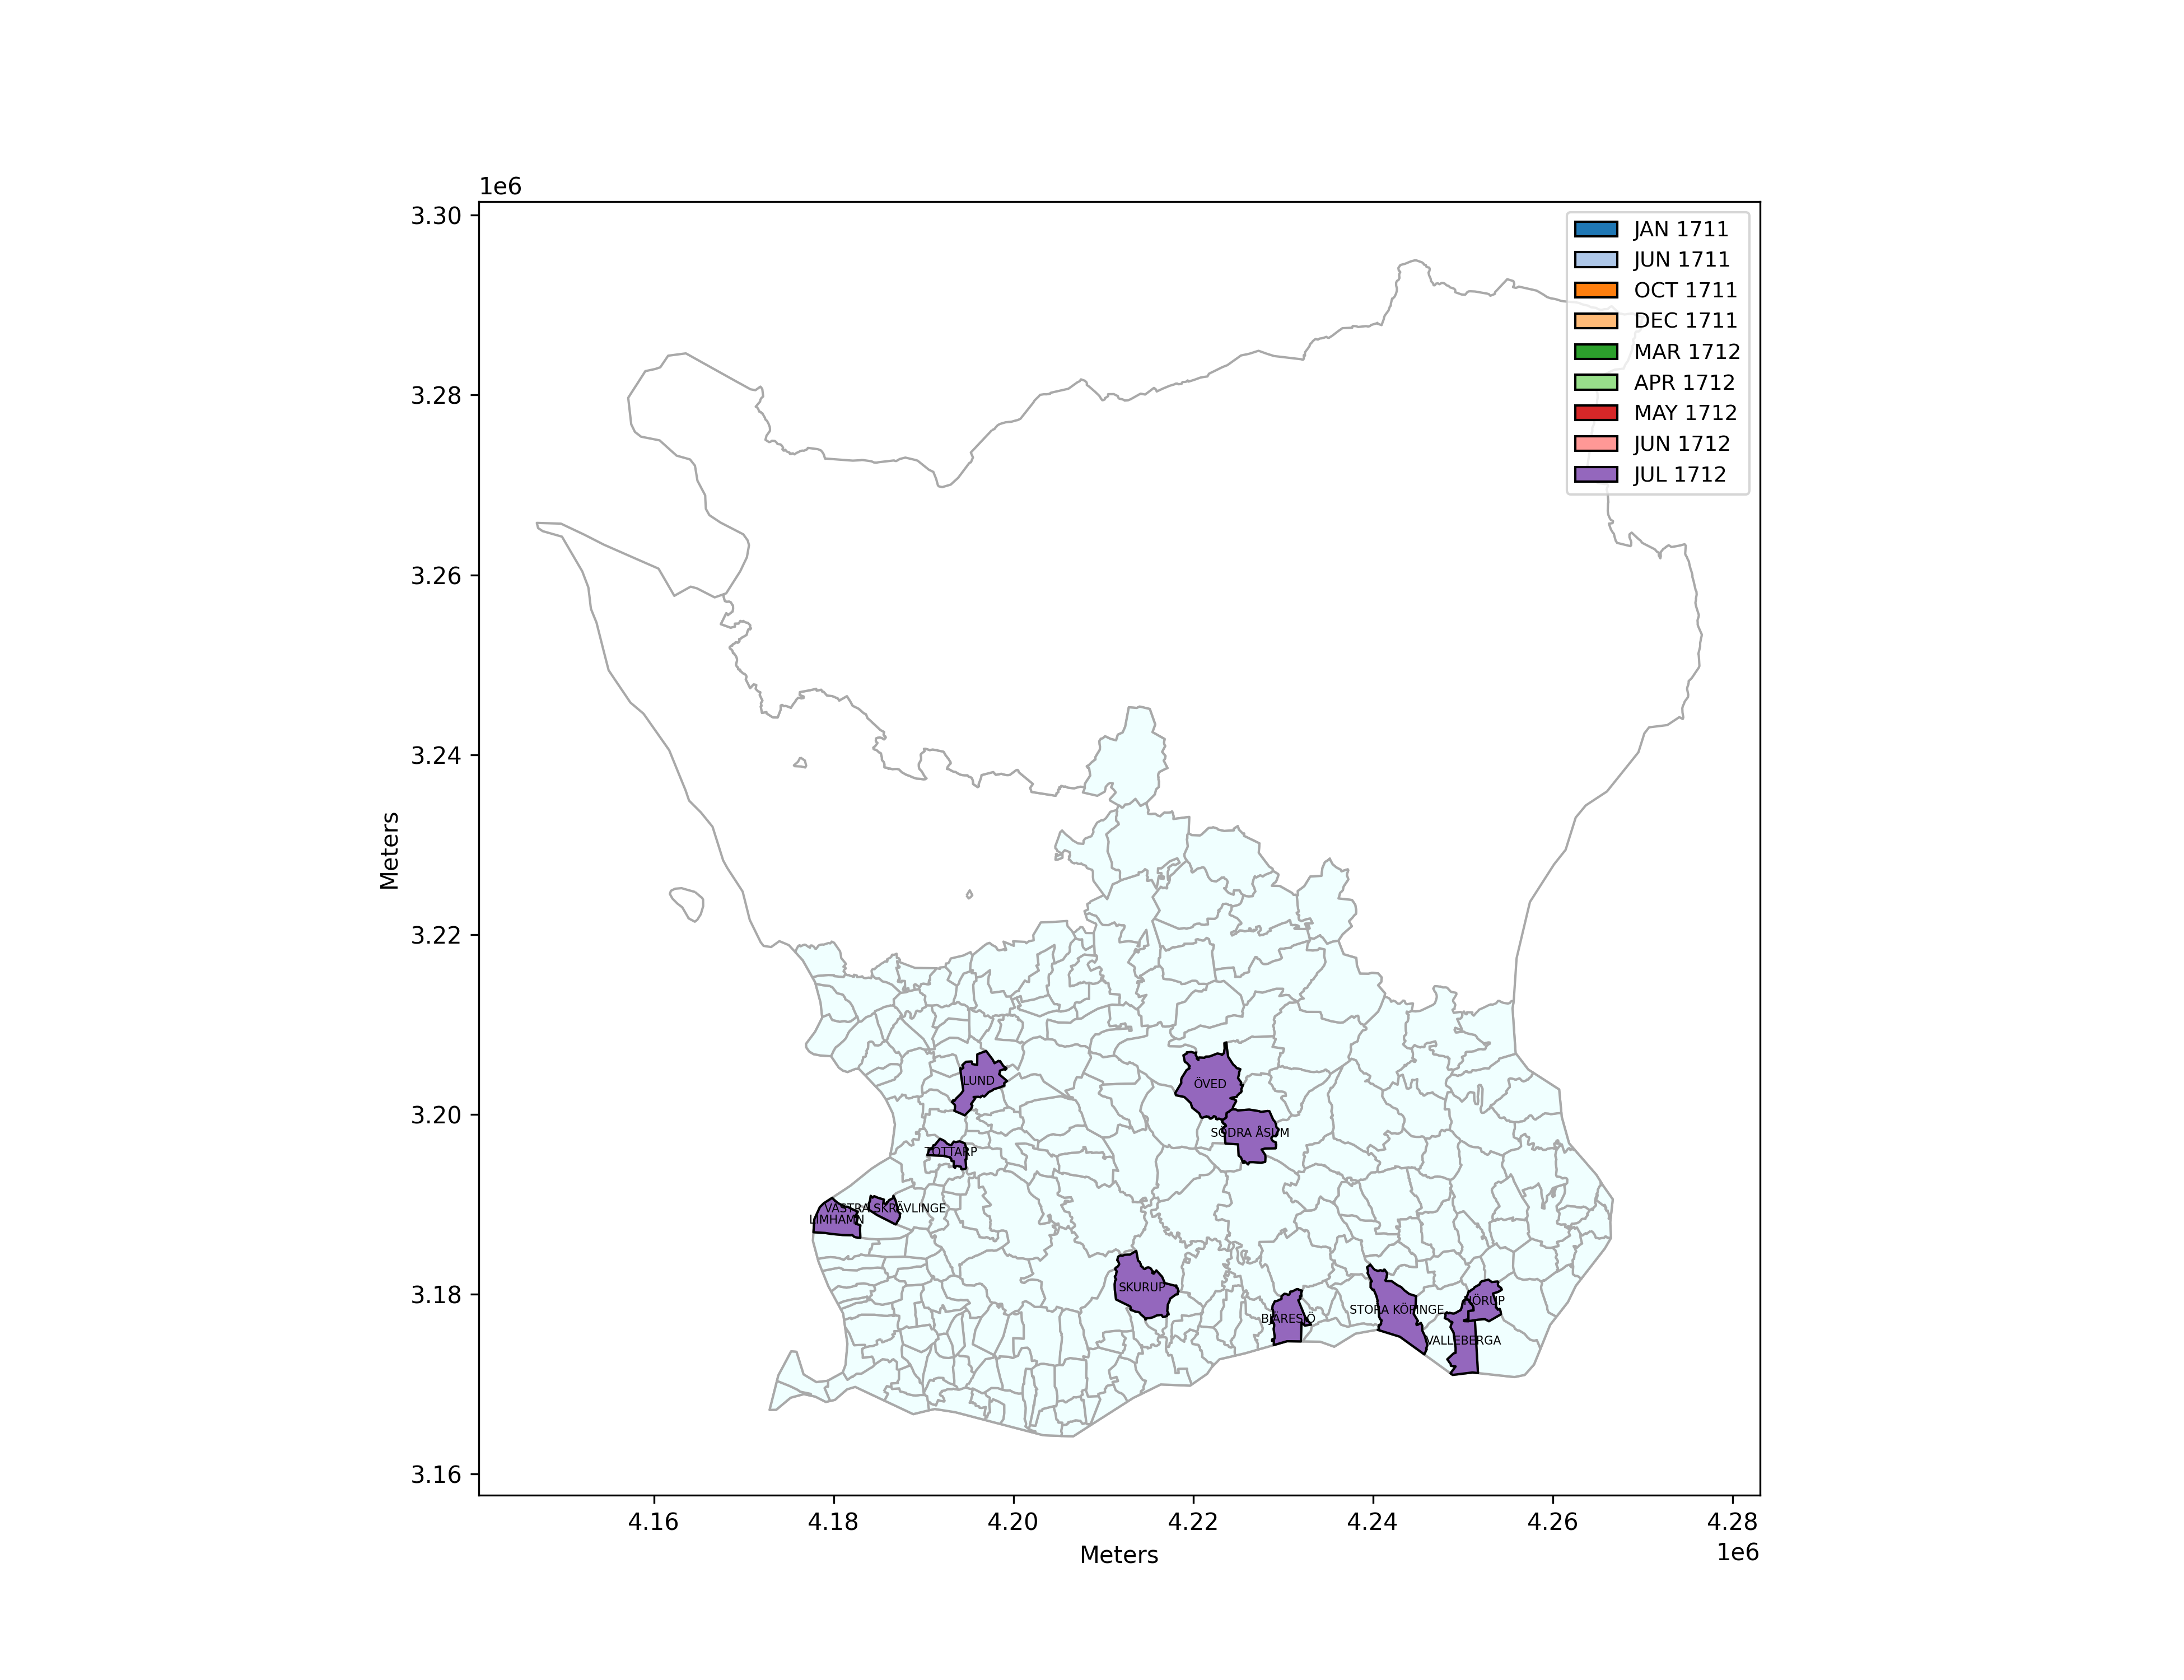 1e6
3.30
3.28
3.26
3.24
3.22
3.20
3.18
3.16
Meters
JAN 1711
JUN 1711
OCT 1711
DEC 1711
MAR 1712
APR 1712
MAY 1712
JUN 1712
JUL 1712
LUND
ÖVED
SÖDRA ÅSUM
TOTTARP
VÄSTRA SKRÄVLINGE
LIMHAMN
SKURUP
HÖRUP
STORA KÖPINGE
BJÄRESJÖ
VALLEBERGA
4.16 4.18 4.20 4.22 4.24 4.26 4.28
Meters
1e6